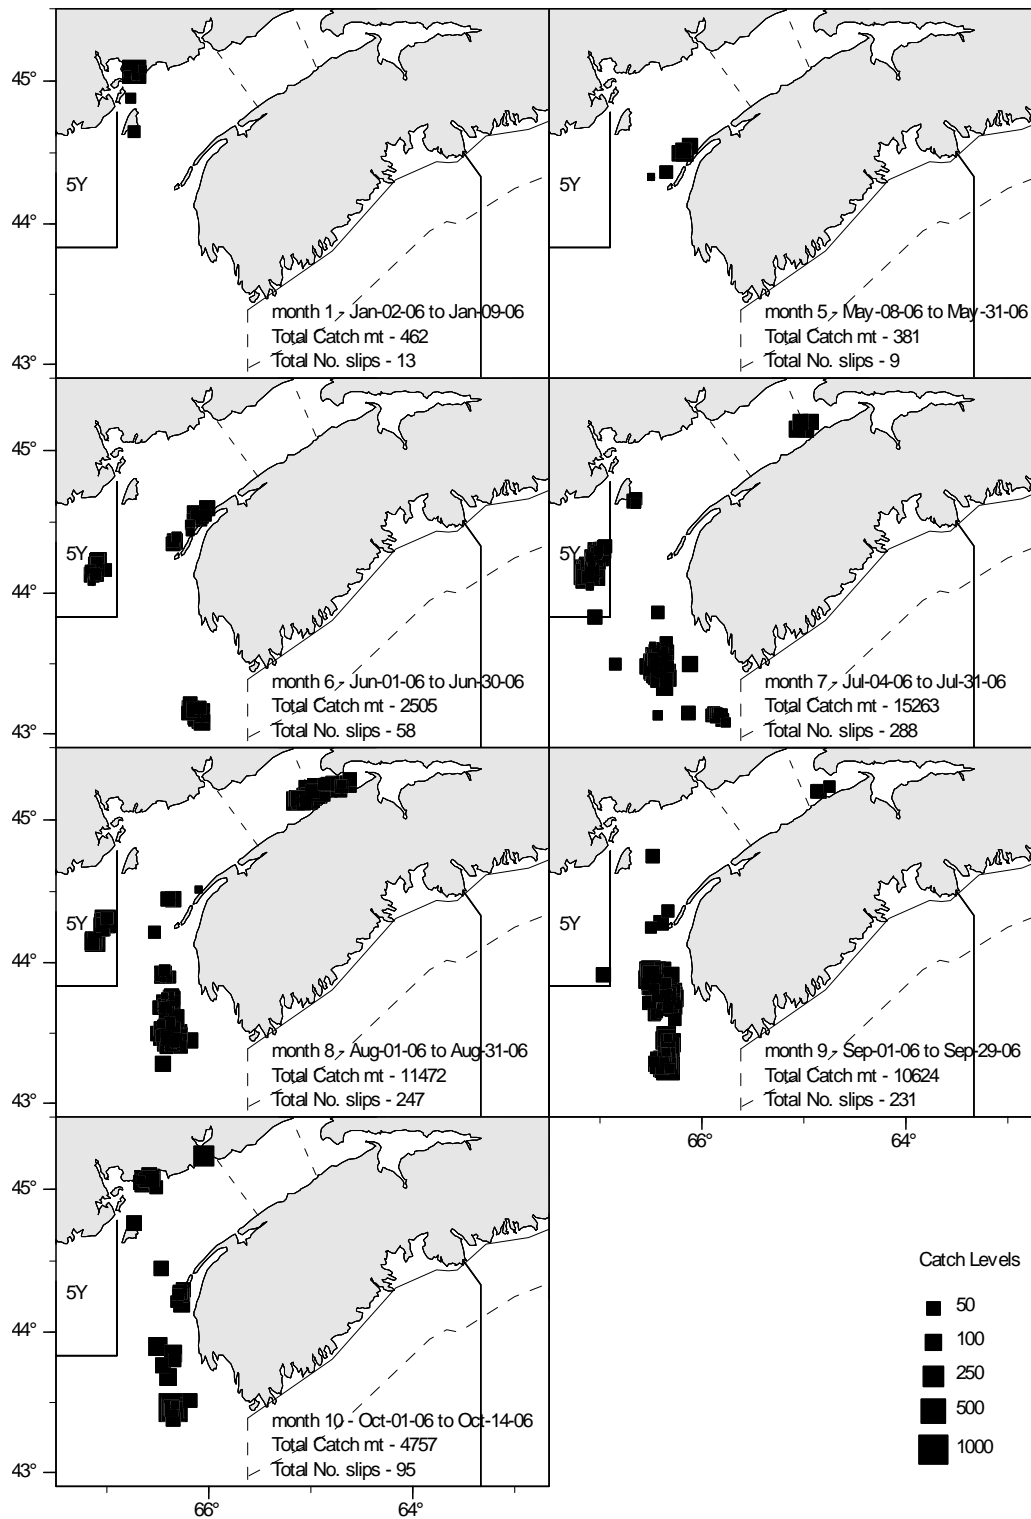 45°
44°
43°
5Y
month 1 - Jan-02-06 to Jan-09-06
Total Catch mt - 462
Total No. slips - 13
5Y
month 5 - May-08-06 to May-31-06
Total Catch mt - 381
Total No. slips - 9
45°
44°
43°
5Y
month 6 - Jun-01-06 to Jun-30-06
Total Catch mt - 2505
Total No. slips - 58
5Y
month 7 - Jul-04-06 to Jul-31-06
Total Catch mt - 15263
Total No. slips - 288
45°
44°
43°
5Y
month 8 - Aug-01-06 to Aug-31-06
Total Catch mt - 11472
Total No. slips - 247
5Y
month 9 - Sep-01-06 to Sep-29-06
Total Catch mt - 10624
Total No. slips - 231
66° 64°
45°
44°
43°
5Y
month 10 - Oct-01-06 to Oct-14-06
Total Catch mt - 4757
Total No. slips - 95
66° 64°
Catch Levels
50
100
250
500
1000